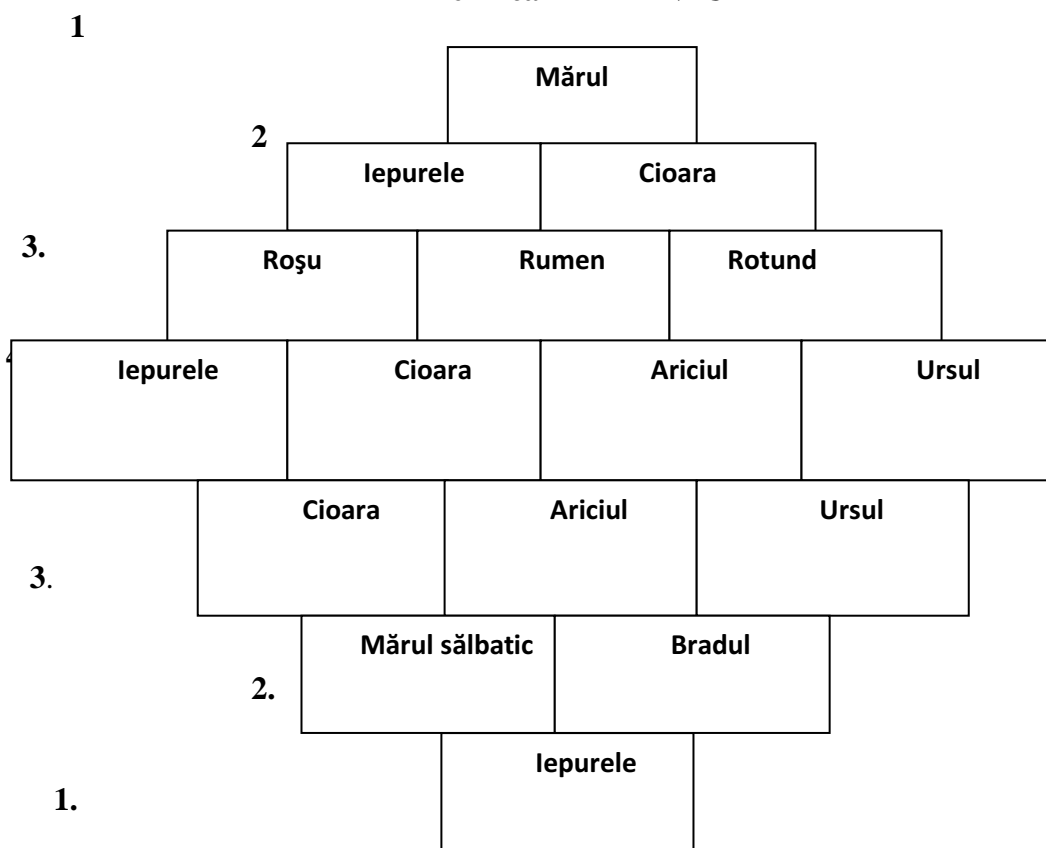 1
Mărul
2
Iepurele Cioara
3.
Roşu Rumen Rotund
Iepurele Cioara Ariciul Ursul
Cioara Ariciul Ursul
3.
Mărul sălbatic Bradul
2.
Iepurele
1.